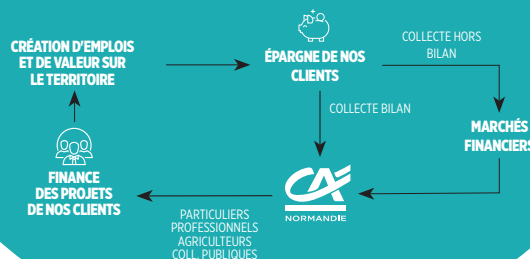 CRÉATION D'EMPLOIS
ET DE VALEUR SUR
LE TERRITOIRE
ÉPARGNE DE NOS
CLIENTS
COLLECTE HORS
BILAN
COLLECTE BILAN
MARCHÉS
FINANCIERS
FINANCE
DES PROJETS
DE NOS CLIENTS
CA
NORMANDIE
PARTICULIERS
PROFESSIONNELS
AGRICULTEURS
COLL. PUBLIQUES